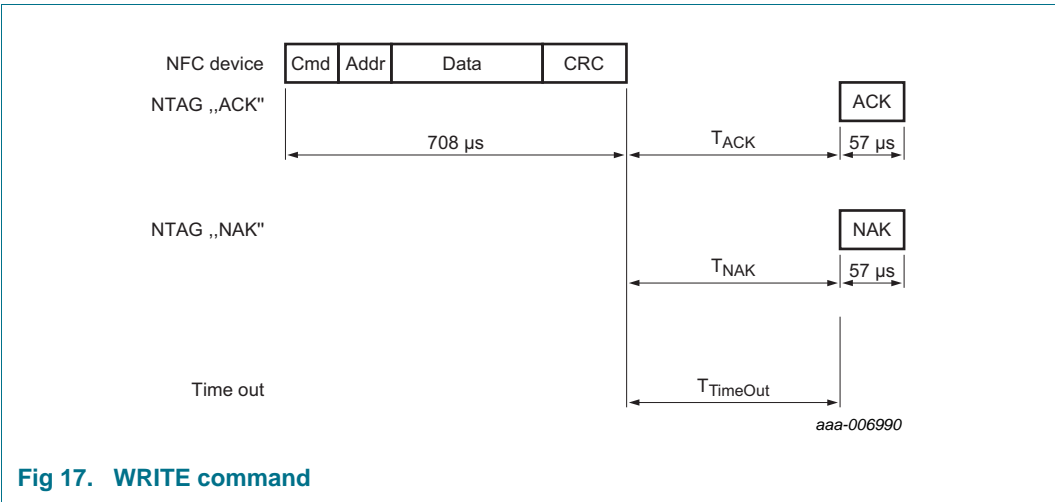 NFC device Cmd Addr Data CRC
NTAG ,,ACK" ACK
708 µs TACK 57 µs
NTAG ,,NAK" NAK
TNAK 57 µs
Time out TTimeOut
aaa-006990
Fig 17. WRITE command